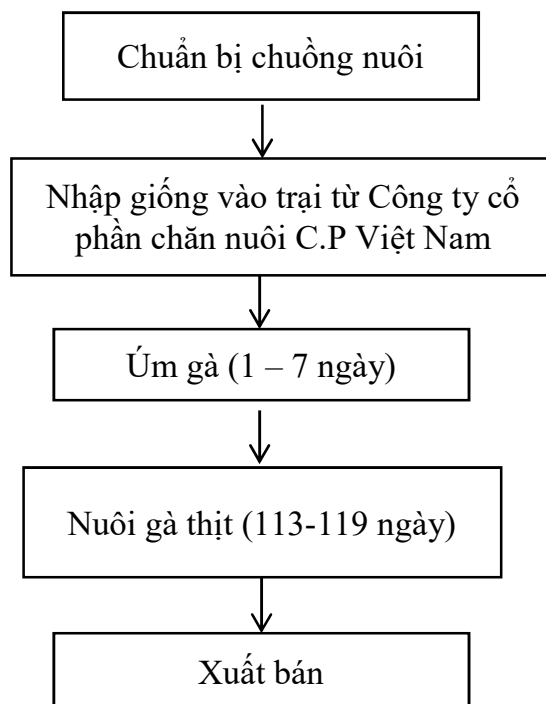 Chuẩn bị chuồng nuôi
Nhập giống vào trại từ Công ty cổ
phần chăn nuôi C.P Việt Nam
Úm gà (1 – 7 ngày)
Nuôi gà thịt (113-119 ngày)
Xuất bán